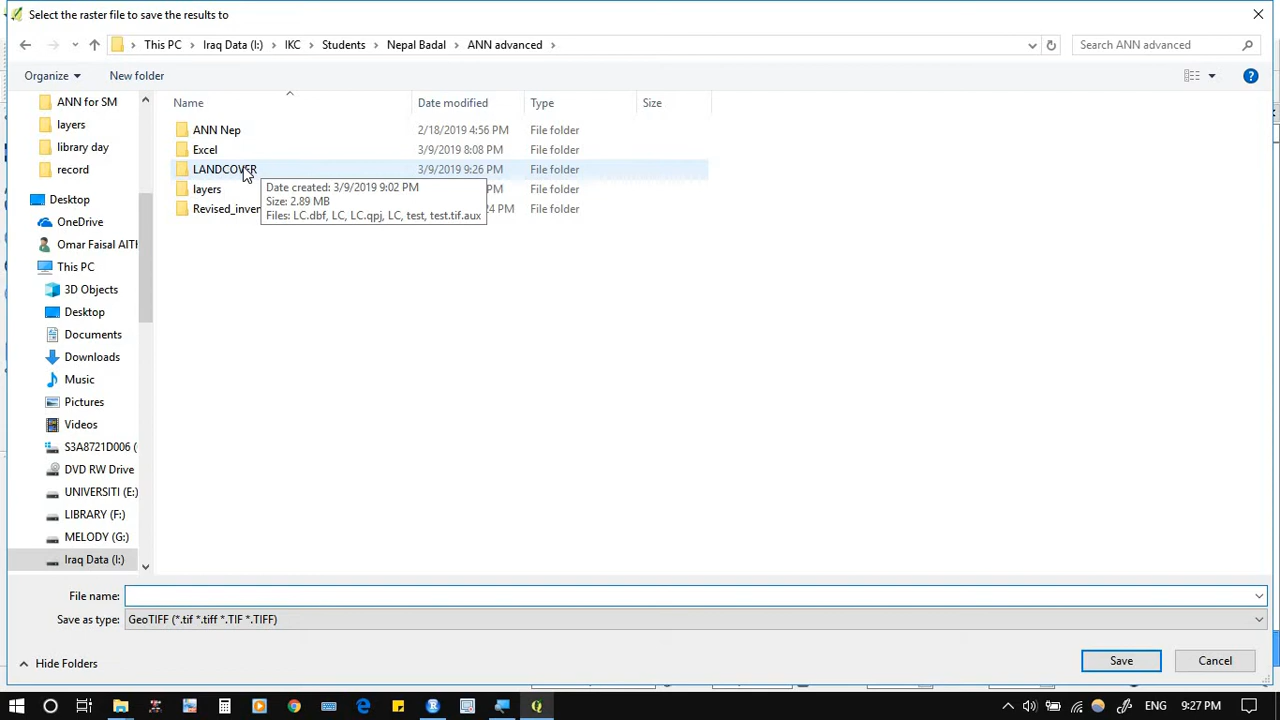 Select the raster file to save the results to
This PC > Iraq Data (I:) > IKC > Students > Nepal Badal > ANN advanced >
Search ANN advanced
Organize
New folder
ANN for SM
layers
library day
record
Desktop
OneDrive
Omar Faisal AlTH
This PC
3D Objects
Desktop
Documents
Downloads
Music
Pictures
Videos
S3A8721D006 (
DVD RW Drive
UNIVERSITI (E:)
LIBRARY (F:)
MELODY (G:)
Iraq Data (I:)
Name Date modified Type Size
ANN Nep 2/18/2019 4:56 PM File folder
Excel 3/9/2019 8:08 PM File folder
LANDCOVER 3/9/2019 9:26 PM File folder
layers PM File folder
Revised_inver 24 PM File folder
Date created: 3/9/2019 9:02 PM
Size: 2.89 MB
Files: LC.dbf, LC, LC.qpj, LC, test, test.tif.aux
File name:
Save as type: GeoTIFF (*.tif *.tiff *.TIF *.TIFF)
Hide Folders
Save
Cancel
ENG 9:27 PM